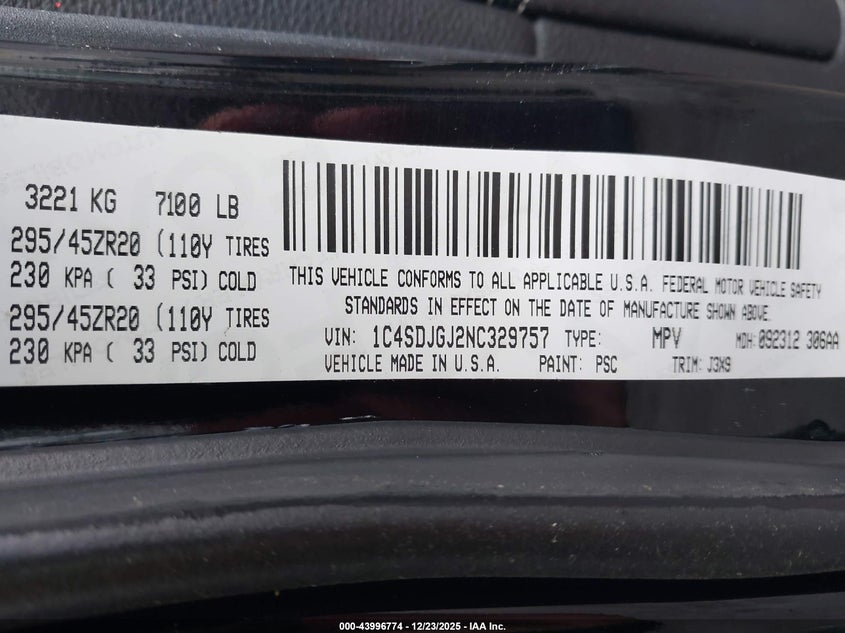 3221 KG 7100 LB
295/45ZR20 (110Y TIRES
230 KPA ( 33 PSI) COLD
295/45ZR20 (110Y TIRES
230 KPA ( 33 PSI) COLD
THIS VEHICLE CONFORMS TO ALL APPLICABLE U.S.A. FEDERAL MOTOR VEHICLE SAFETY
STANDARDS IN EFFECT ON THE DATE OF MANUFACTURE SHOWN ABOVE.
VIN: 1C4SDJGJ2NC329757 TYPE: MPV MDH: 092312 306AA
VEHICLE MADE IN U.S.A. PAINT: PSC TRIM: J3X9
000-43996774 - 12/23/2025 - IAA Inc.